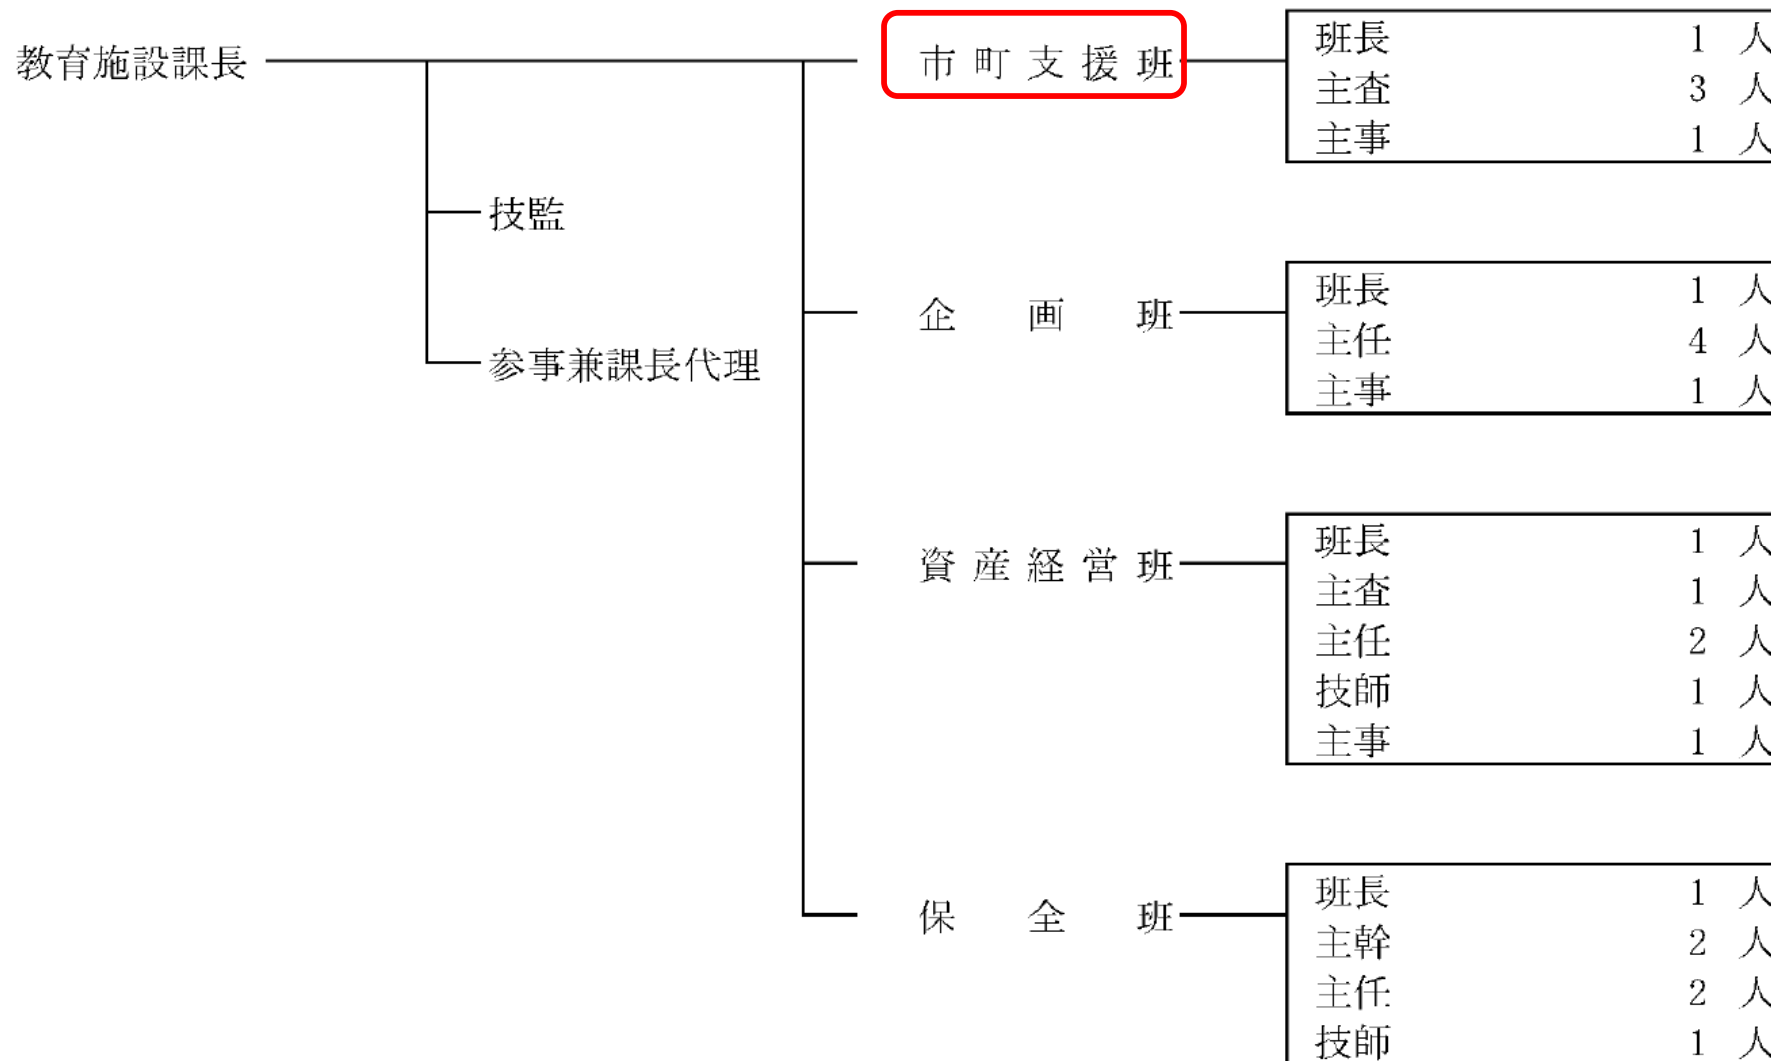 教育施設課長
技監
参事兼課長代理
市町支援班
班長 1 人
主査 3 人
主事 1 人
企画班
班長 1 人
主任 4 人
主事 1 人
資産経営班
班長 1 人
主査 1 人
主任 2 人
技師 1 人
主事 1 人
保全班
班長 1 人
主幹 2 人
主任 2 人
技師 1 人